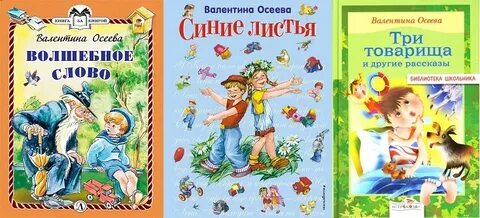 КНИГА ЗА КНИГОЙ
Валентина Осеева
ВОЛШЕБНОЕ
СЛОВО
Валентина Осеева
Синие листья
Валентина Осеева
Три
товарища
и другие рассказы
БИБЛИОТЕКА ШКОЛЬНИКА